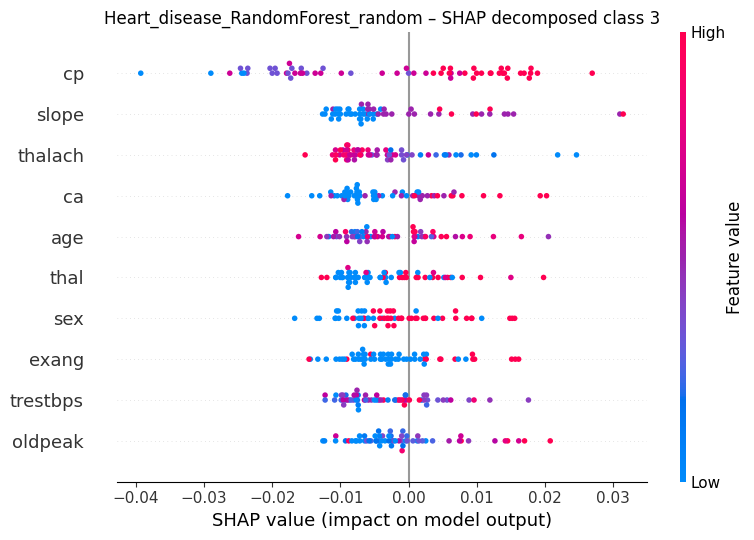 Heart_disease_RandomForest_random – SHAP decomposed class 3
High
cp
slope
thalach
ca
age
thal
sex
exang
trestbps
oldpeak
Feature value
Low
−0.04 −0.03 −0.02 −0.01 0.00 0.01 0.02 0.03
SHAP value (impact on model output)